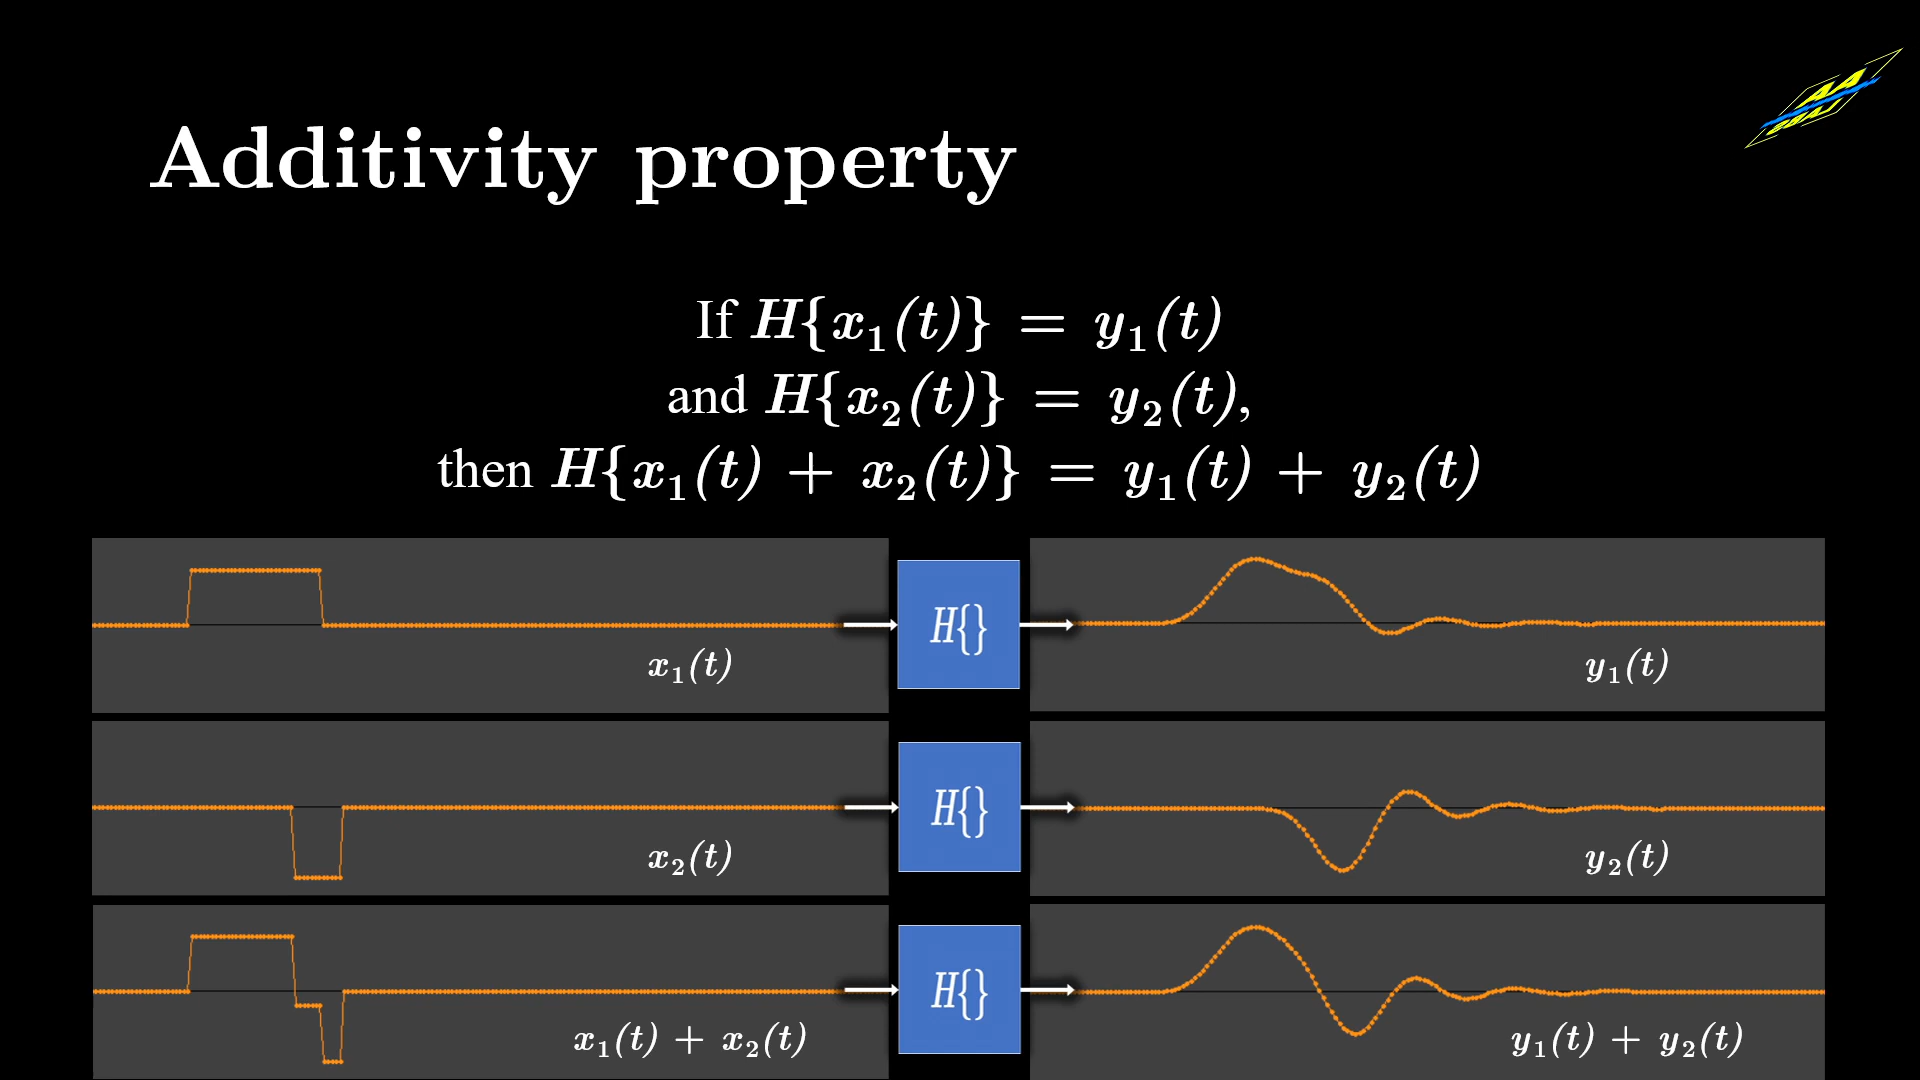 Additivity property
If H{x₁(t)} = y₁(t)
and H{x₂(t)} = y₂(t),
then H{x₁(t) + x₂(t)} = y₁(t) + y₂(t)
H{}
x₁(t)
y₁(t)
H{}
x₂(t)
y₂(t)
H{}
x₁(t) + x₂(t)
y₁(t) + y₂(t)